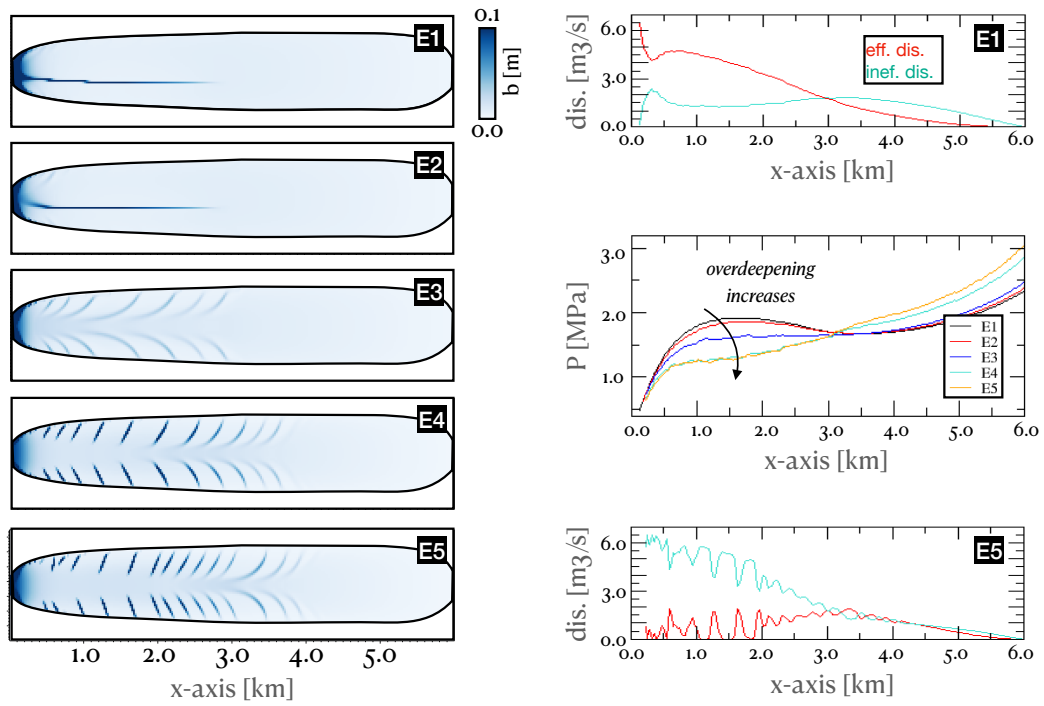 E1
0.1
b [m]
0.0
E2
E3
E4
E5
1.0 2.0 3.0 4.0 5.0
x-axis [km]
E1
eff. dis.
inef. dis.
dis. [m3/s]
6.0
3.0
0.0
0.0 1.0 2.0 3.0 4.0 5.0 6.0
x-axis [km]
overdeepening
increases
P [MPa]
3.0
2.0
1.0
E1
E2
E3
E4
E5
0.0 1.0 2.0 3.0 4.0 5.0 6.0
x-axis [km]
E5
dis. [m3/s]
6.0
3.0
0.0
0.0 1.0 2.0 3.0 4.0 5.0 6.0
x-axis [km]